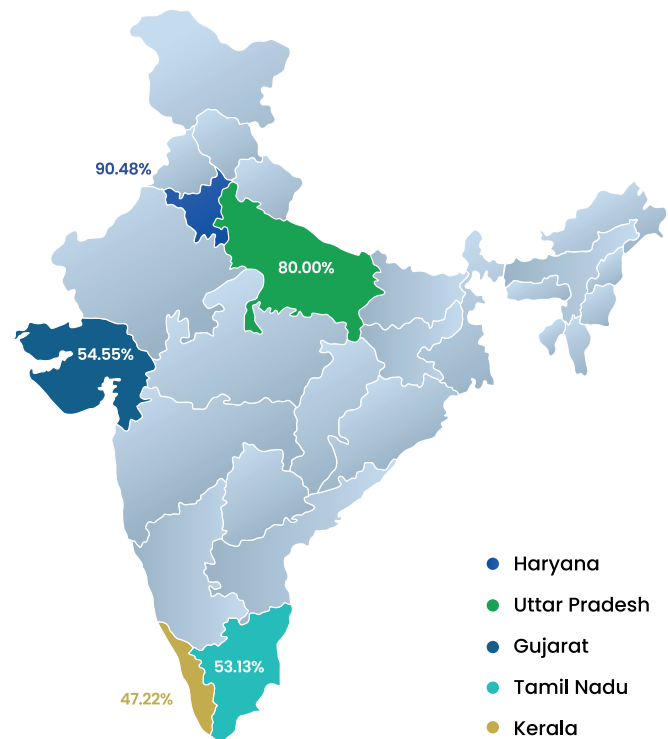 90.48%
80.00%
54.55%
53.13%
47.22%
Haryana
Uttar Pradesh
Gujarat
Tamil Nadu
Kerala